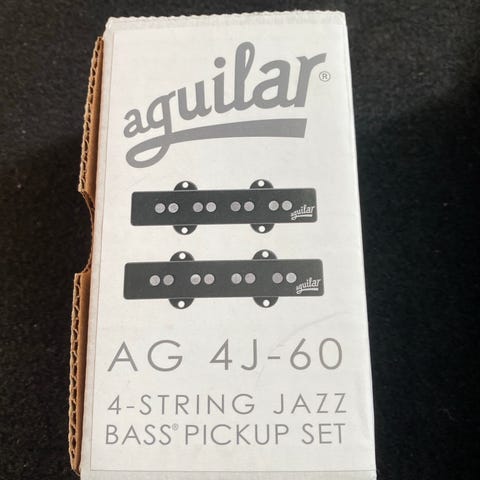 aguilar®
aguilar
aguilar
AG 4J-60
4-STRING JAZZ
BASS® PICKUP SET